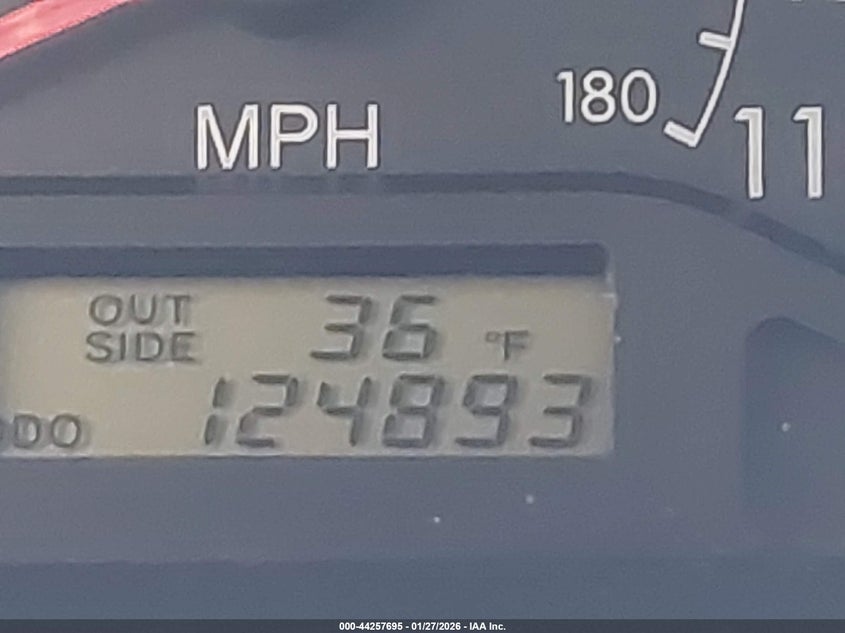 MPH
180
11
OUT
SIDE
36 °F
ODO
124893
000-44257695 - 01/27/2026 - IAA Inc.